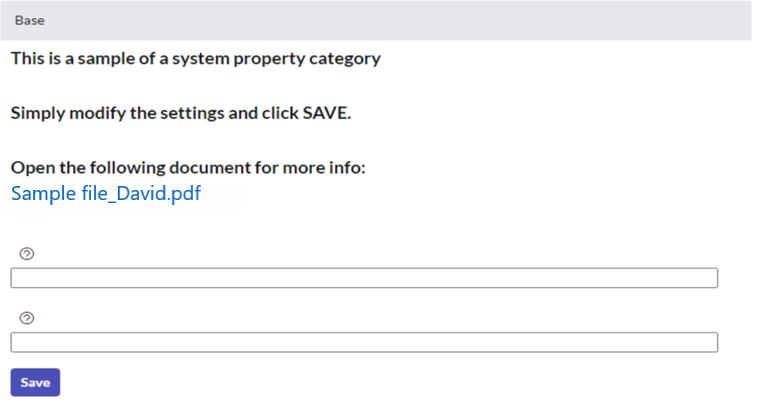 Base
This is a sample of a system property category
Simply modify the settings and click SAVE.
Open the following document for more info:
Sample file_David.pdf
?
?
Save